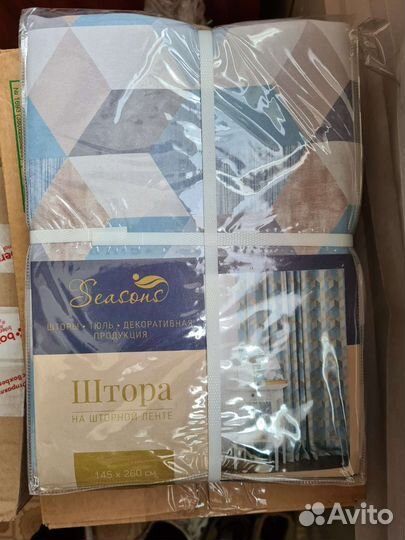 Seasons
ШТОРЫ • ТЮЛЬ • ДЕКОРАТИВНАЯ
ПРОДУКЦИЯ
Штора
НА ШТОРНОЙ ЛЕНТЕ
145 x 260 см
Avito